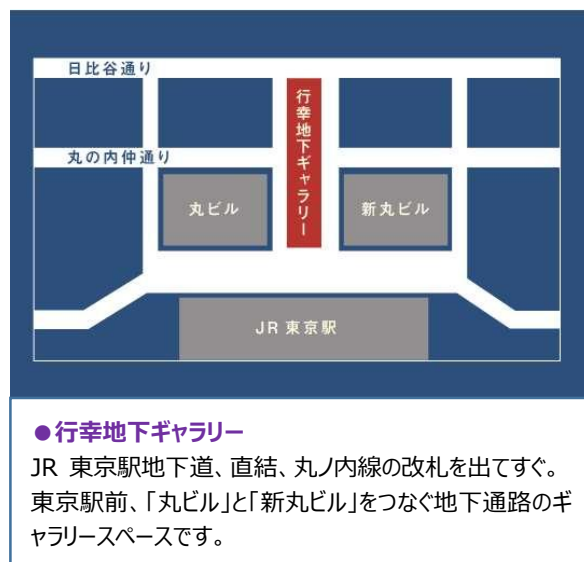 日比谷通り
行幸地下ギャラリー
丸の内仲通り
丸ビル
新丸ビル
JR 東京駅
●行幸地下ギャラリー
JR 東京駅地下道、直結、丸ノ内線の改札を出てすぐ。
東京駅前、「丸ビル」と「新丸ビル」をつなぐ地下通路のギ
ャラリースペースです。